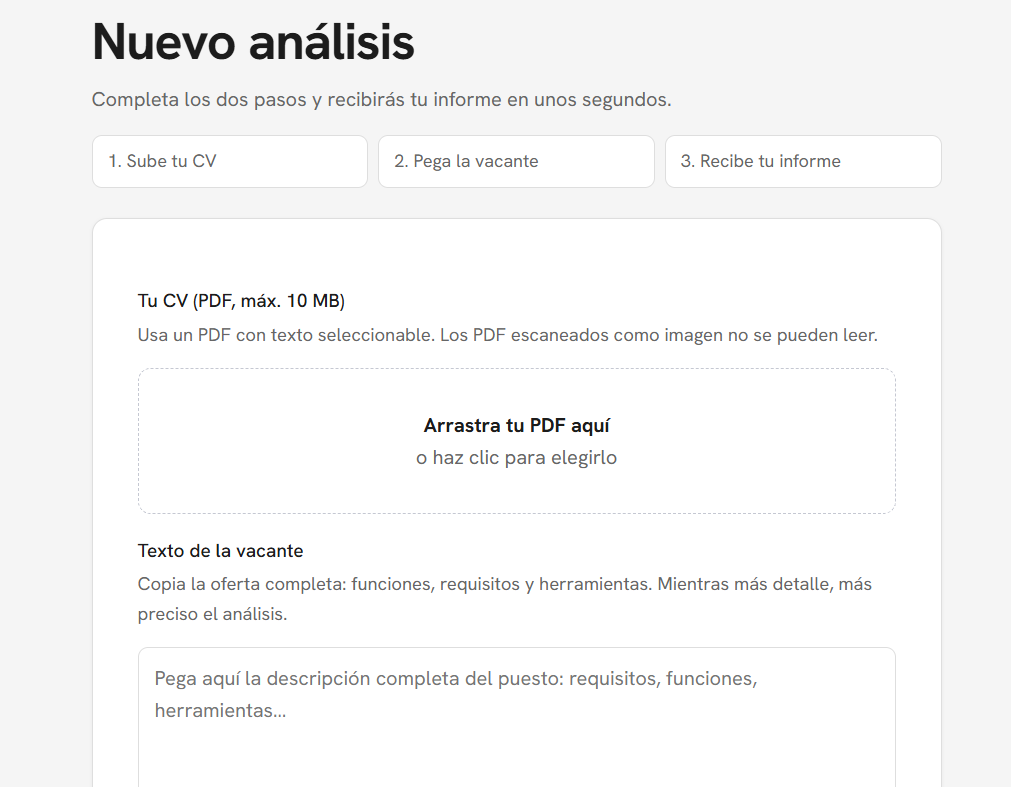 Nuevo análisis
Completa los dos pasos y recibirás tu informe en unos segundos.
1. Sube tu CV
2. Pega la vacante
3. Recibe tu informe
Tu CV (PDF, máx. 10 MB)
Usa un PDF con texto seleccionable. Los PDF escaneados como imagen no se pueden leer.
Arrastra tu PDF aquí
o haz clic para elegirlo
Texto de la vacante
Copia la oferta completa: funciones, requisitos y herramientas. Mientras más detalle, más
preciso el análisis.
Pega aquí la descripción completa del puesto: requisitos, funciones,
herramientas...